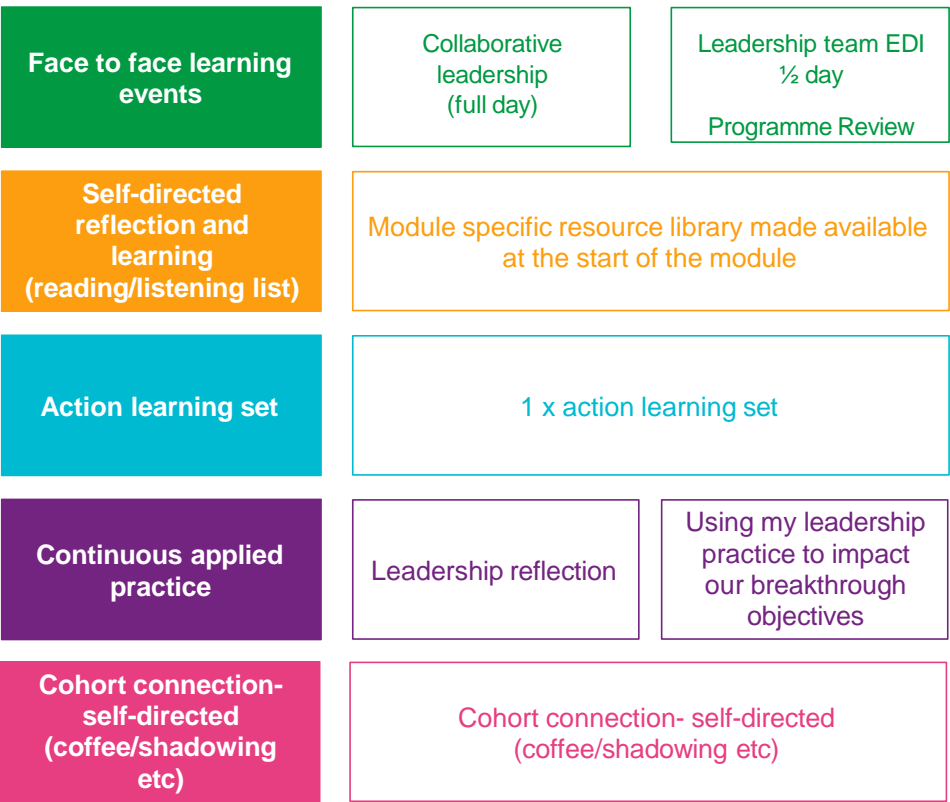 Face to face learning
events
Collaborative
leadership
(full day)
Leadership team EDI
½ day
Programme Review
Self-directed
reflection and
learning
(reading/listening list)
Module specific resource library made available
at the start of the module
Action learning set
1 x action learning set
Continuous applied
practice
Leadership reflection
Using my leadership
practice to impact
our breakthrough
objectives
Cohort connection-
self-directed
(coffee/shadowing
etc)
Cohort connection- self-directed
(coffee/shadowing etc)